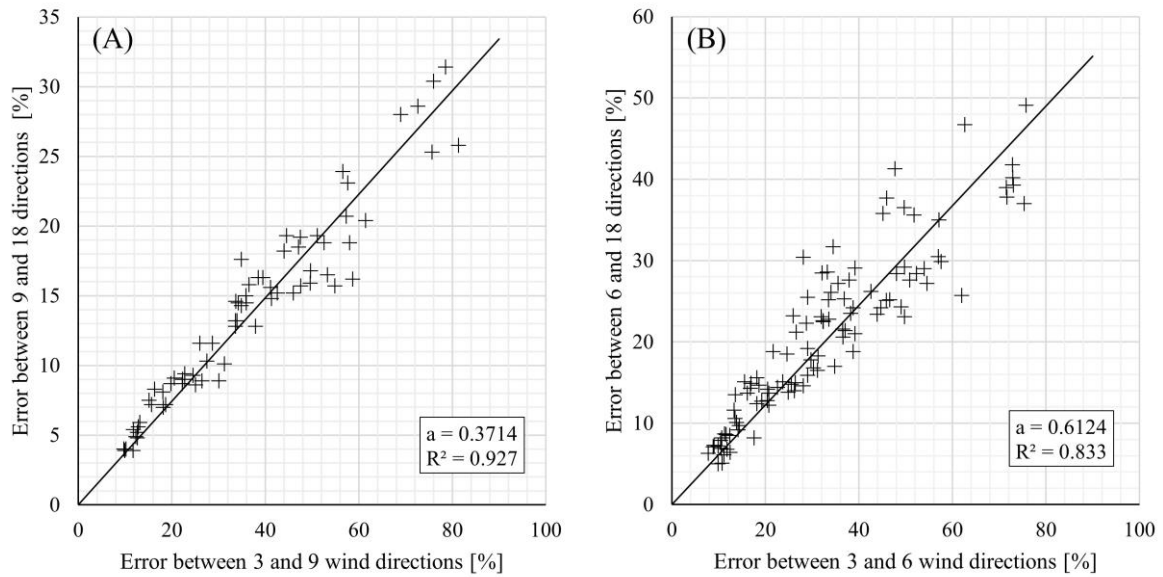 (A)
35
30
25
20
15
10
5
0
0 20 40 60 80 100
Error between 9 and 18 directions [%]
Error between 3 and 9 wind directions [%]
a = 0.3714
R² = 0.927
(B)
60
50
40
30
20
10
0
0 20 40 60 80 100
Error between 6 and 18 directions [%]
Error between 3 and 6 wind directions [%]
a = 0.6124
R² = 0.833